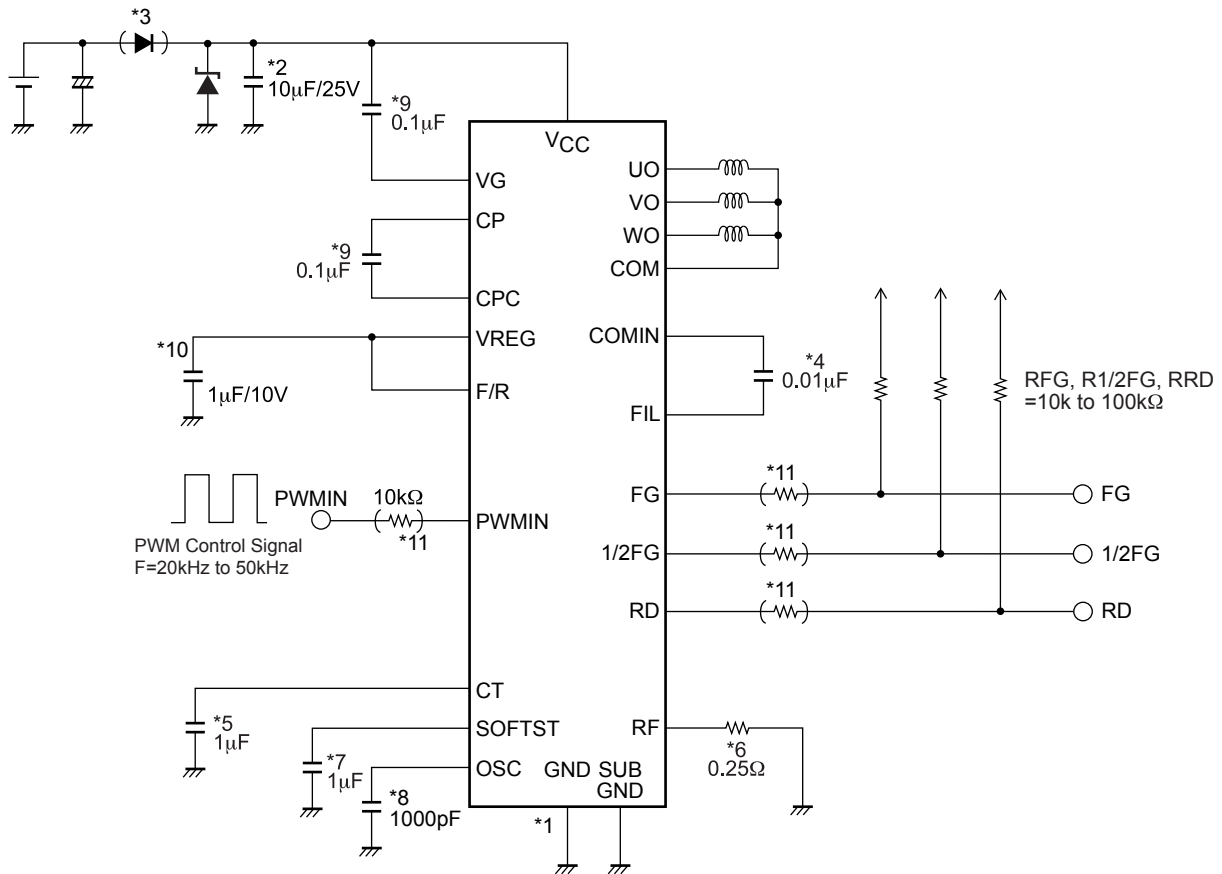 *3
*2
10μF/25V
*9
0.1μF
VCC
VG
UO
CP
VO
WO
*9
0.1μF
COM
CPC
VREG
COMIN
*10
1μF/10V
*4
0.01μF
F/R
FIL
RFG, R1/2FG, RRD
=10k to 100kΩ
PWMIN
10kΩ
*11
PWMIN
PWM Control Signal
F=20kHz to 50kHz
FG
*11
FG
1/2FG
*11
1/2FG
RD
*11
RD
CT
*5
1μF
SOFTST
RF
*6
0.25Ω
*7
1μF
OSC
GND SUB
GND
*8
1000pF
*1